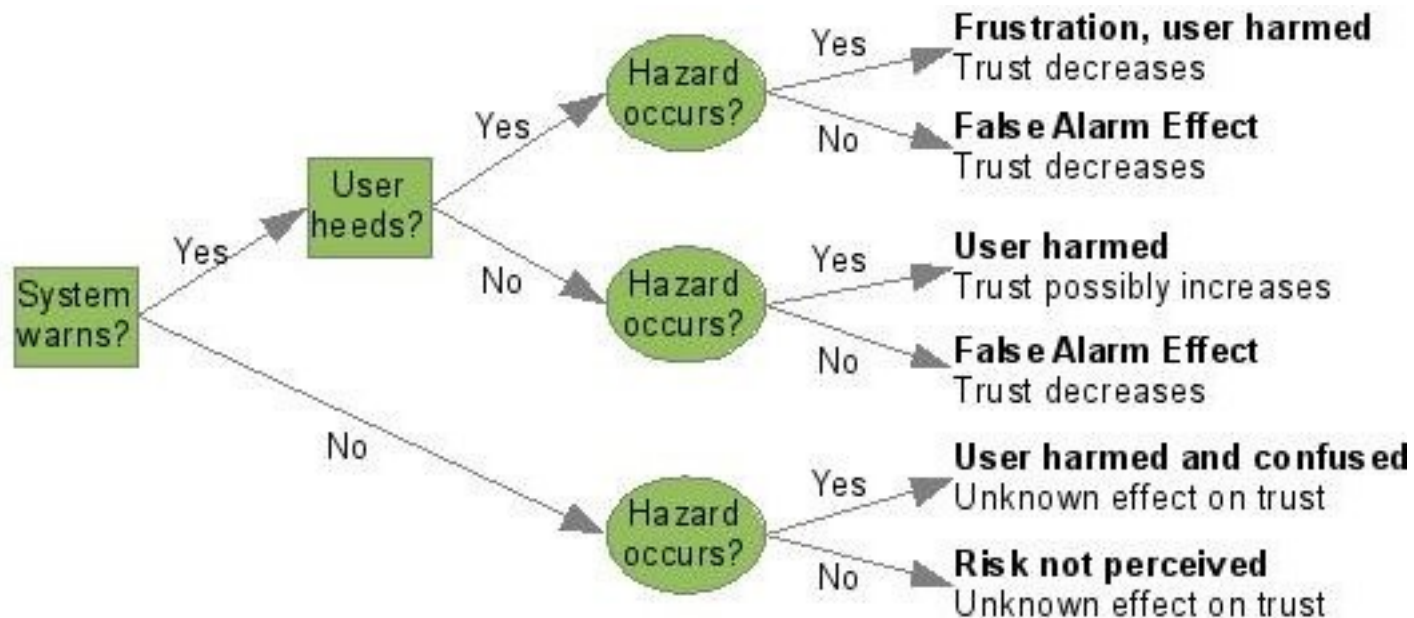 System
warns?
Yes
No
User
heeds?
Yes
No
Hazard
occurs?
Yes
Frustration, user harmed
Trust decreases
No
False Alarm Effect
Trust decreases
Hazard
occurs?
Yes
User harmed
Trust possibly increases
No
False Alarm Effect
Trust decreases
Hazard
occurs?
Yes
User harmed and confused
Unknown effect on trust
No
Risk not perceived
Unknown effect on trust